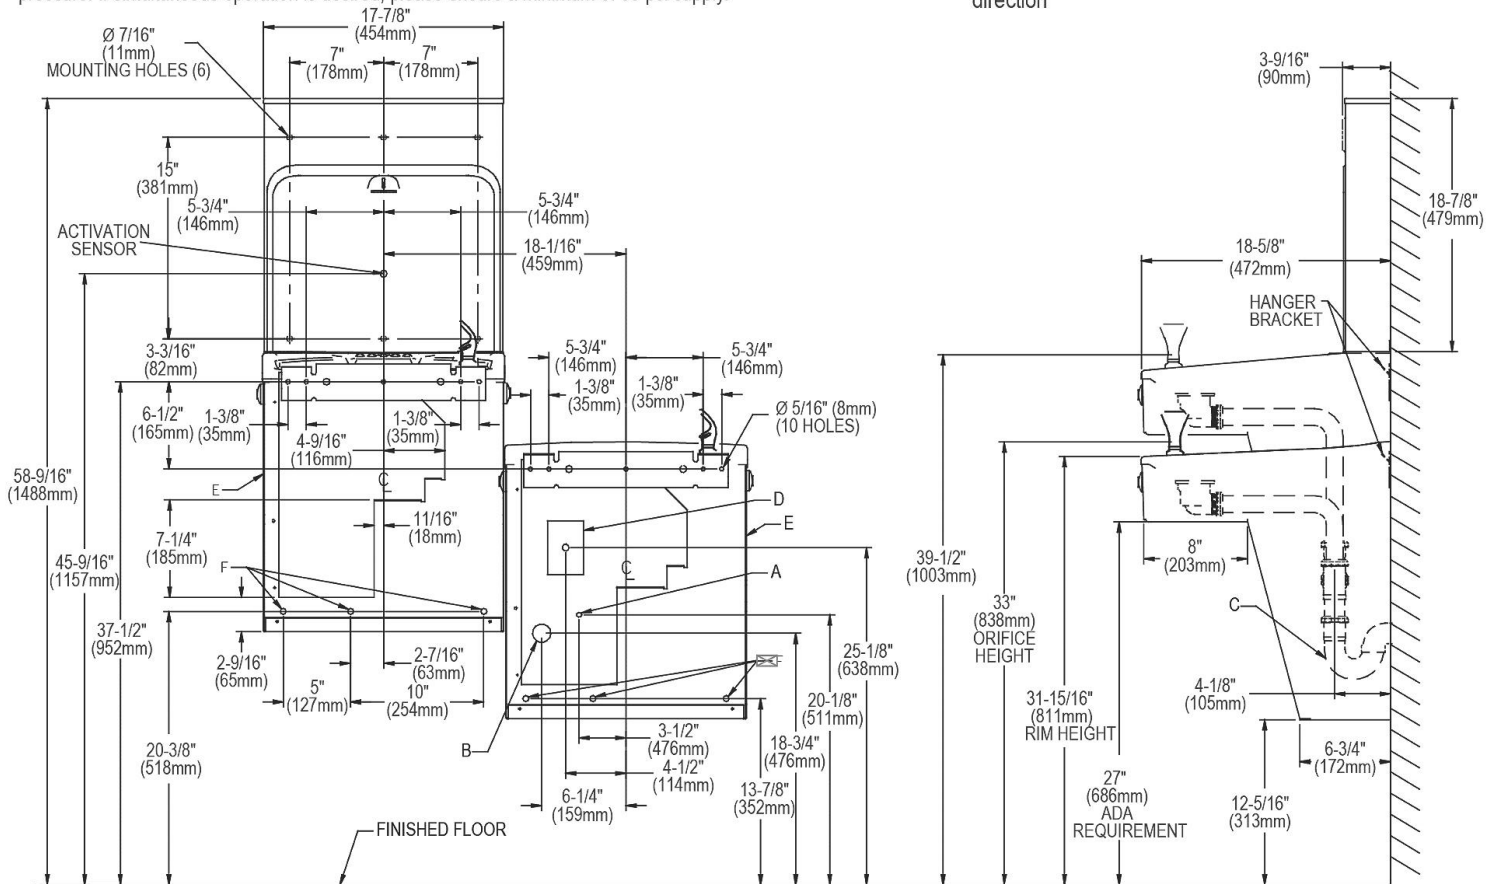 direction
17-7/8"
(454mm)
Ø 7/16"
(11mm)
MOUNTING HOLES (6)
7"
(178mm)
7"
(178mm)
15"
(381mm)
5-3/4"
(146mm)
5-3/4"
(146mm)
ACTIVATION
SENSOR
18-1/16"
(459mm)
3-3/16"
(82mm)
6-1/2"
(165mm)
1-3/8"
(35mm)
4-9/16"
(116mm)
1-3/8"
(35mm)
5-3/4"
(146mm)
5-3/4"
(146mm)
1-3/8"
(35mm)
1-3/8"
(35mm)
Ø 5/16" (8mm)
(10 HOLES)
58-9/16"
(1488mm)
E
C
L
11/16"
(18mm)
7-1/4"
(185mm)
45-9/16"
(1157mm)
F
37-1/2"
(952mm)
2-9/16"
(65mm)
2-7/16"
(63mm)
5"
(127mm)
10"
(254mm)
20-3/8"
(518mm)
D
E
C
L
A
B
25-1/8"
(638mm)
20-1/8"
(511mm)
3-1/2"
(476mm)
18-3/4"
(476mm)
4-1/2"
(114mm)
13-7/8"
(352mm)
6-1/4"
(159mm)
FINISHED FLOOR
3-9/16"
(90mm)
18-7/8"
(479mm)
18-5/8"
(472mm)
HANGER
BRACKET
39-1/2"
(1003mm)
8"
(203mm)
33"
(838mm)
ORIFICE
HEIGHT
C
31-15/16"
(811mm)
RIM HEIGHT
4-1/8"
(105mm)
6-3/4"
(172mm)
27"
(686mm)
ADA
REQUIREMENT
12-5/16"
(313mm)